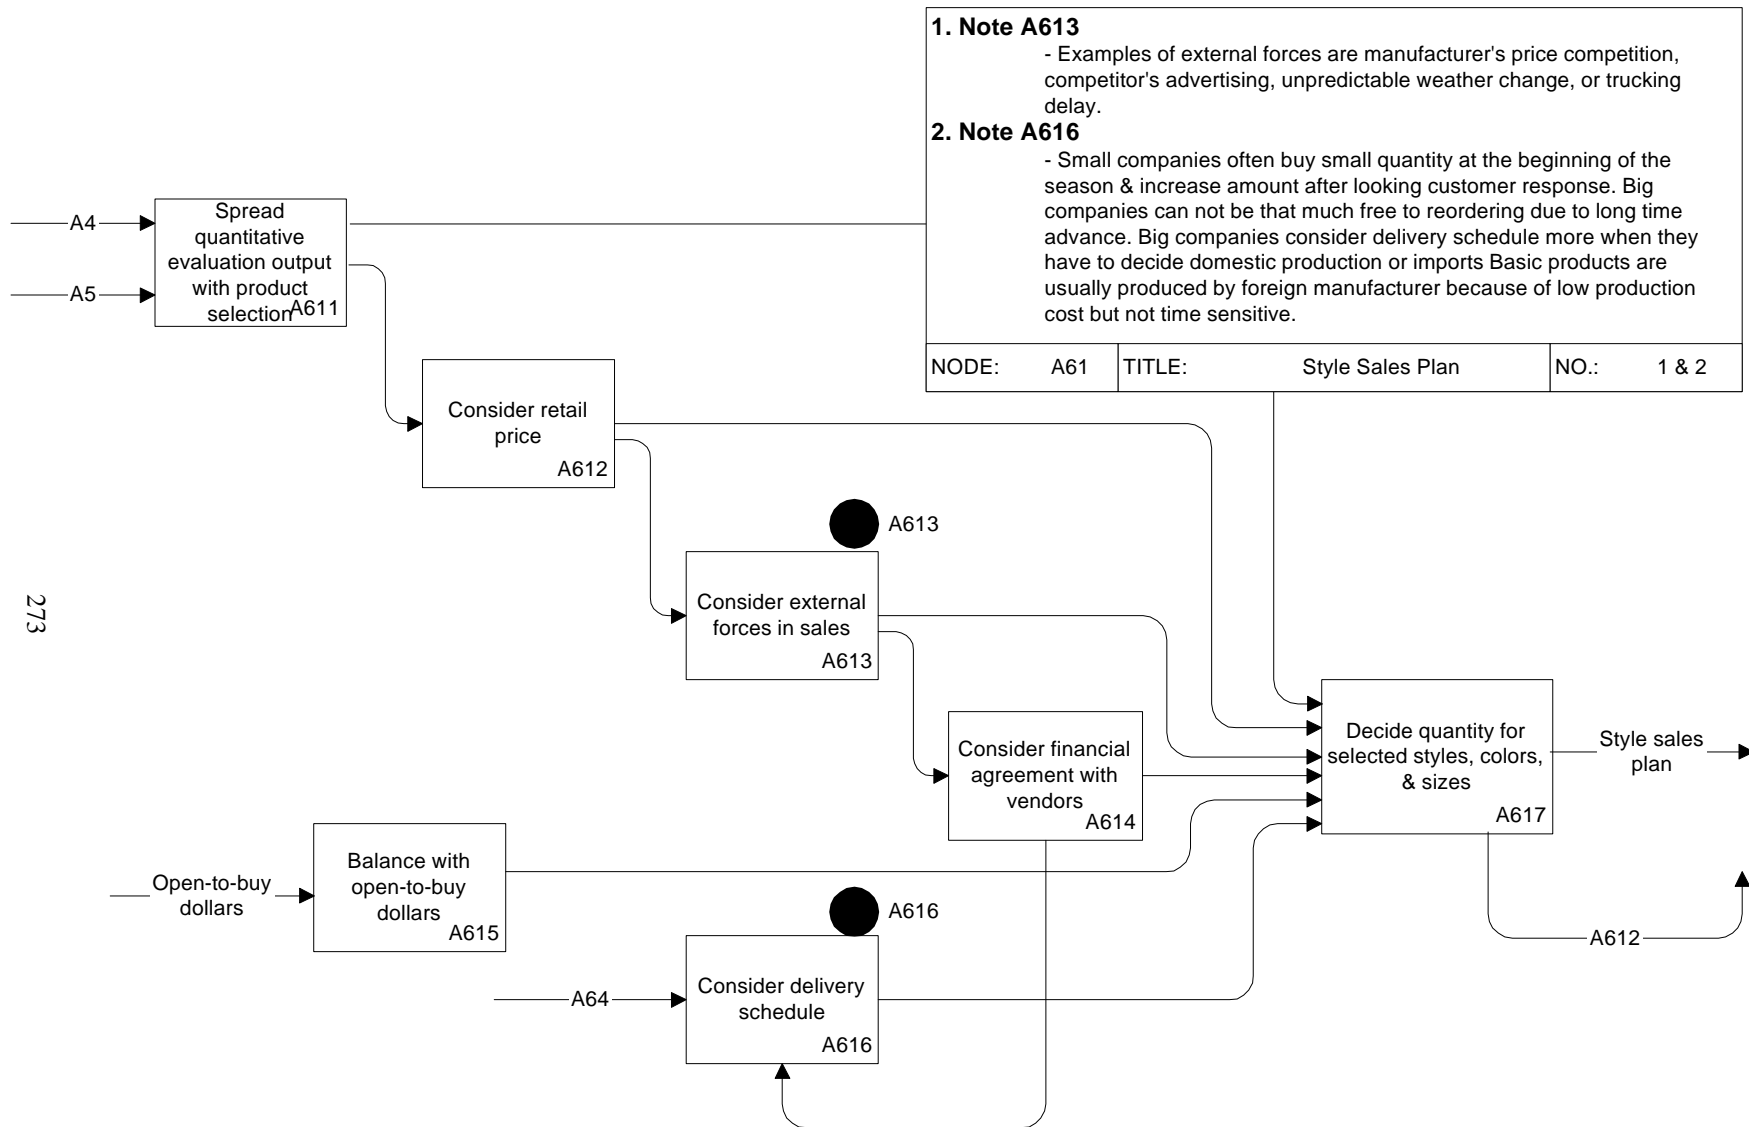 1. Note A613
- Examples of external forces are manufacturer's price competition,
competitor's advertising, unpredictable weather change, or trucking
delay.
2. Note A616
- Small companies often buy small quantity at the beginning of the
season & increase amount after looking customer response. Big
companies can not be that much free to reordering due to long time
advance. Big companies consider delivery schedule more when they
have to decide domestic production or imports Basic products are
usually produced by foreign manufacturer because of low production
cost but not time sensitive.
NODE: A61 TITLE: Style Sales Plan NO.: 1 & 2
A4
A5
Spread
quantitative
evaluation output
with product
selection
A611
Consider retail
price
A612
A613
Consider external
forces in sales
A613
273
Consider financial
agreement with
vendors
A614
Decide quantity for
selected styles, colors,
& sizes
A617
Style sales
plan
Open-to-buy
dollars
Balance with
open-to-buy
dollars
A615
A616
A612
A64
Consider delivery
schedule
A616